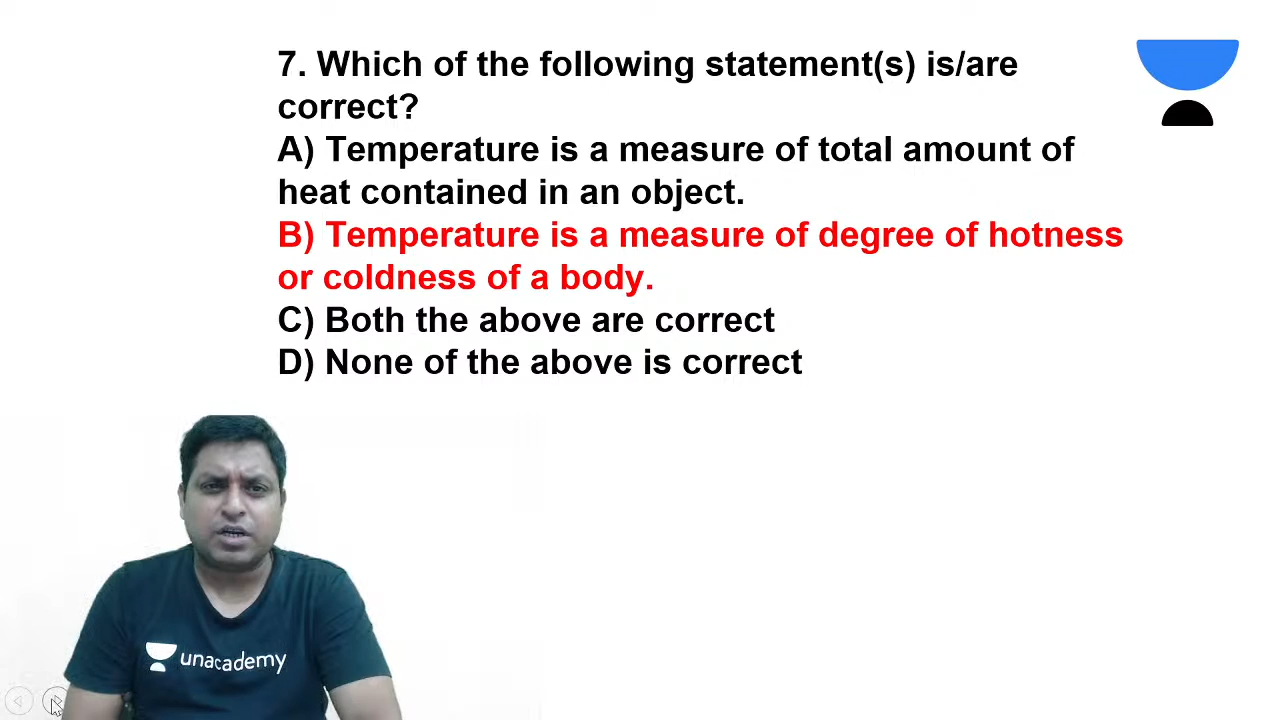 7. Which of the following statement(s) is/are
correct?
A) Temperature is a measure of total amount of
heat contained in an object.
B) Temperature is a measure of degree of hotness
or coldness of a body.
C) Both the above are correct
D) None of the above is correct
unacademy